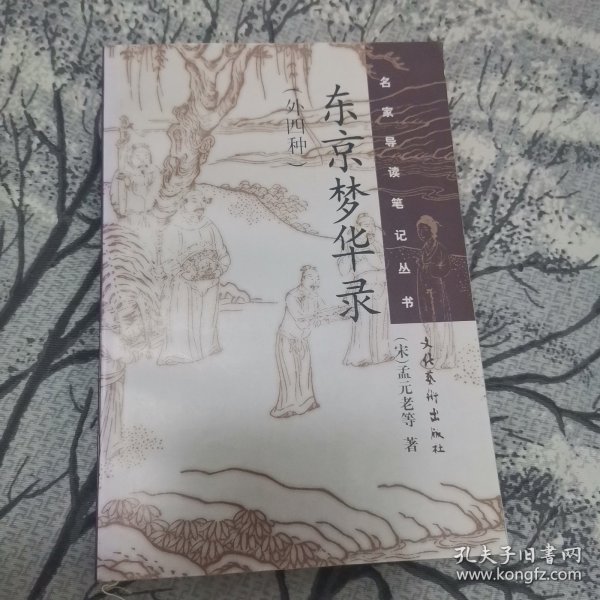 名家导读笔记丛书
东京梦华录
(外四种)
(宋)孟元老等 著
文化艺术出版社
孔夫子旧書网
www.kongfz.com